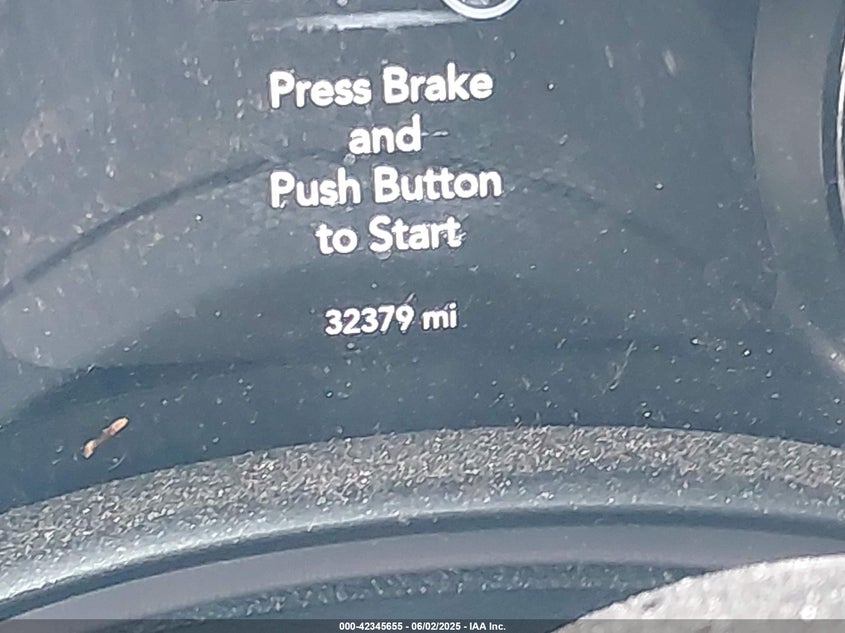 Press Brake
and
Push Button
to Start
32379 mi
000-42345655 - 06/02/2025 - IAA Inc.